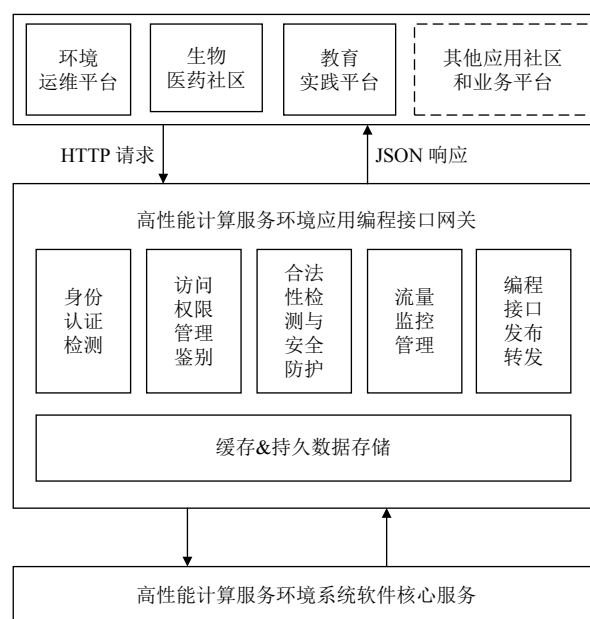 环境
运维平台
生物
医药社区
教育
实践平台
其他应用社区
和业务平台
HTTP 请求
JSON 响应
高性能计算服务环境应用编程接口网关
身份
认证
检测
访问
权限
管理
鉴别
合法
性检
测与
安全
防护
流量
监控
管理
编程
接口
发布
转发
缓存&持久数据存储
高性能计算服务环境系统软件核心服务